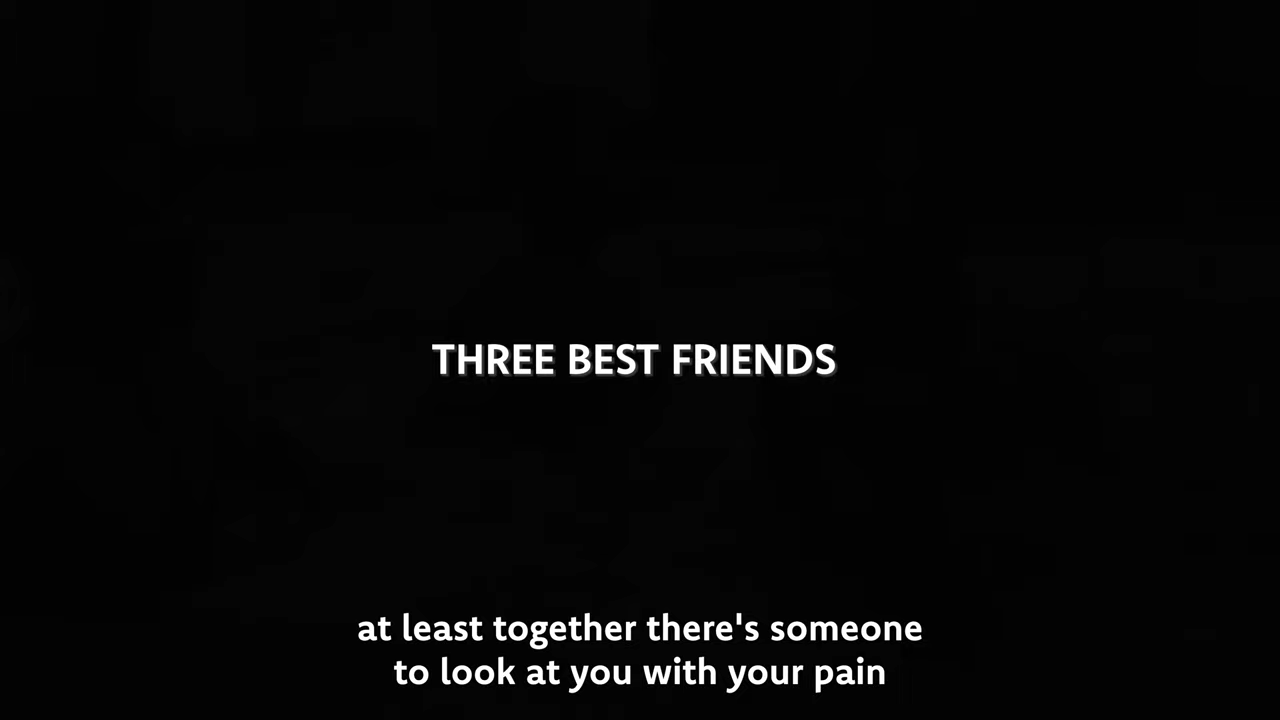 THREE BEST FRIENDS
at least together there's someone
to look at you with your pain